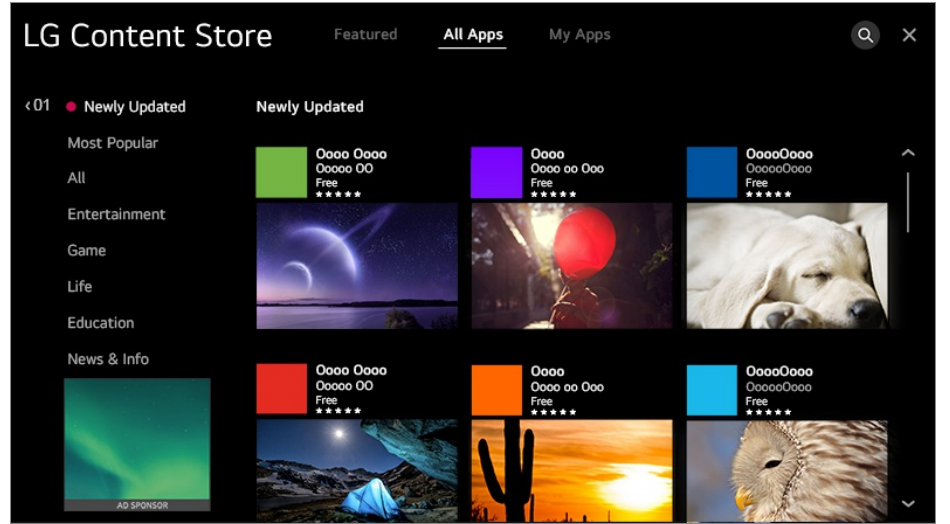 LG Content Store
Featured
All Apps
My Apps
‹01
Newly Updated
Most Popular
All
Entertainment
Game
Life
Education
News & Info
AD SPONSOR
Newly Updated
Oooo Oooo
Ooooo OO
Free
★★★★★
Oooo
Oooo oo Ooo
Free
★★★★★
OoooOooo
OooooOooo
Free
★★★★★
Oooo Oooo
Ooooo OO
Free
★★★★★
Oooo
Oooo oo Ooo
Free
★★★★★
OoooOooo
OooooOooo
Free
★★★★★